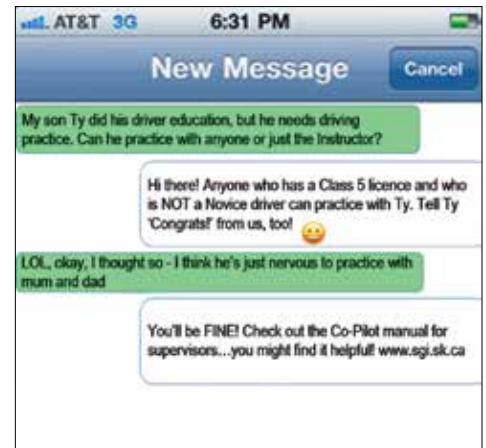 AT&T 3G 6:31 PM
New Message Cancel
My son Ty did his driver education, but he needs driving
practice. Can he practice with anyone or just the Instructor?
Hi there! Anyone who has a Class 5 licence and who
is NOT a Novice driver can practice with Ty. Tell Ty
'Congrats!' from us, too!
LOL, okay, I thought so - I think he's just nervous to practice with
mum and dad
You'll be FINE! Check out the Co-Pilot manual for
supervisors...you might find it helpful! www.sgi.sk.ca